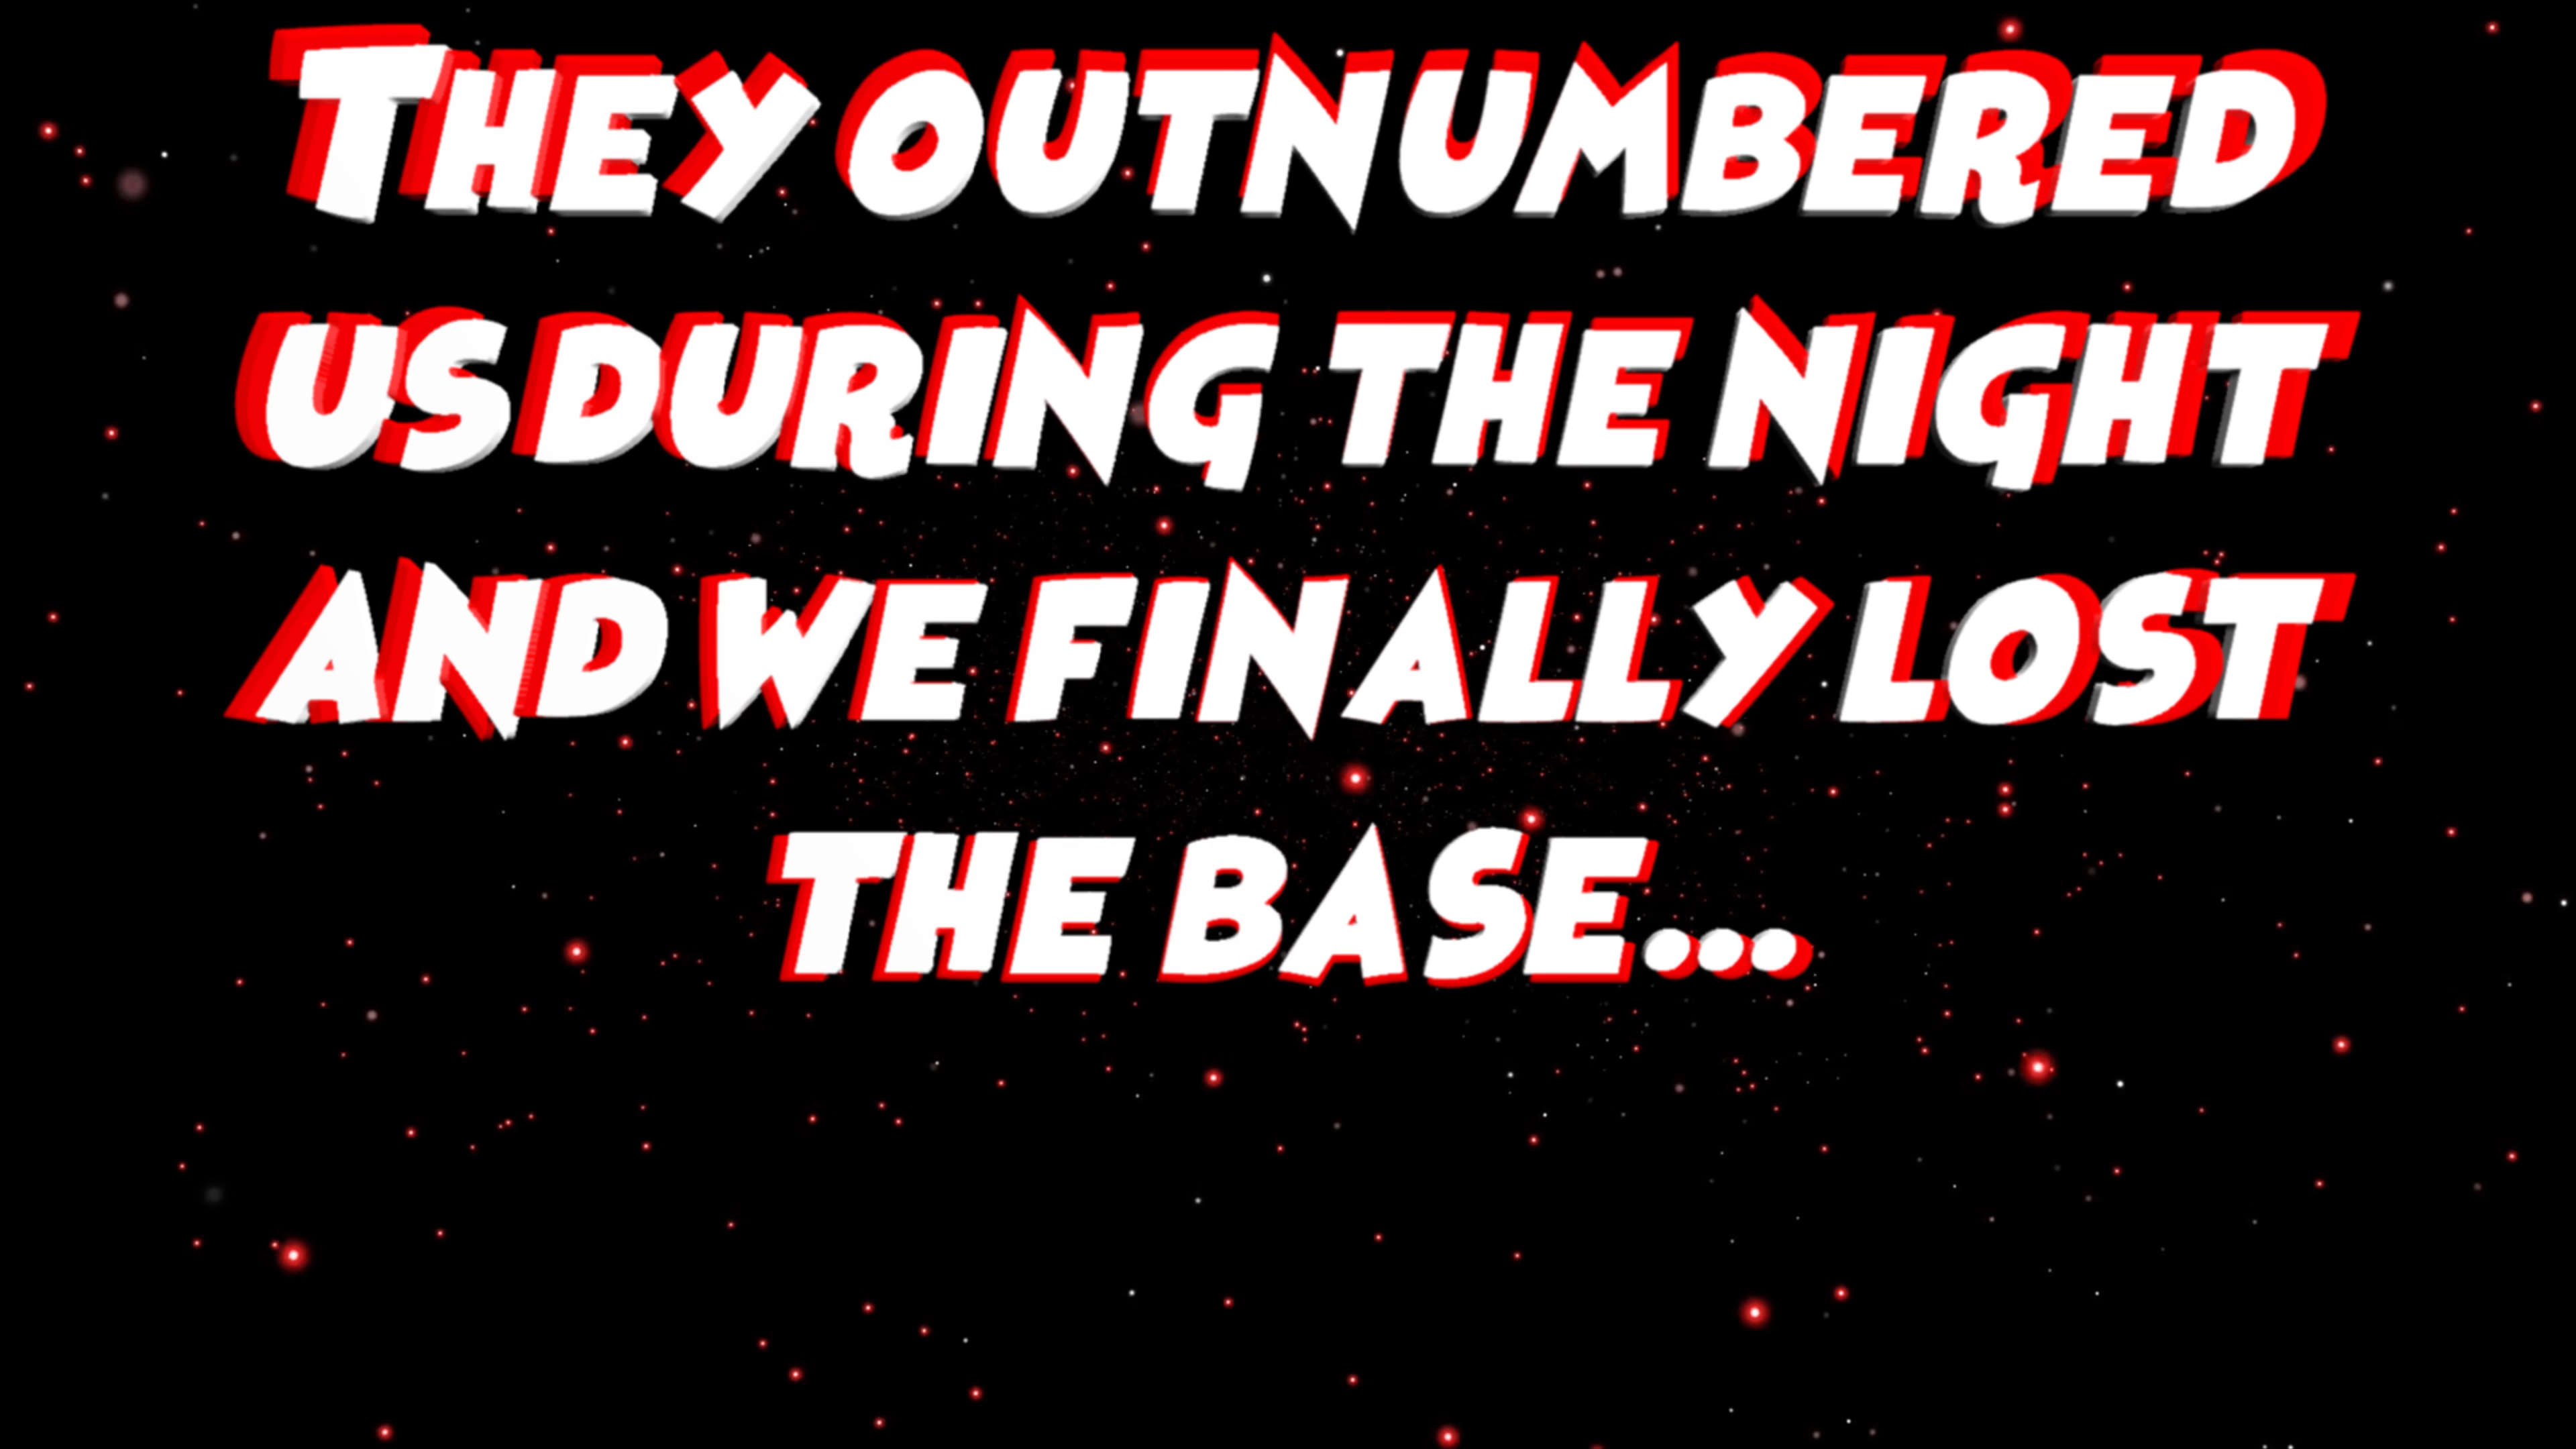 THEY OUTNUMBERED
US DURING THE NIGHT
AND WE FINALLY LOST
THE BASE...